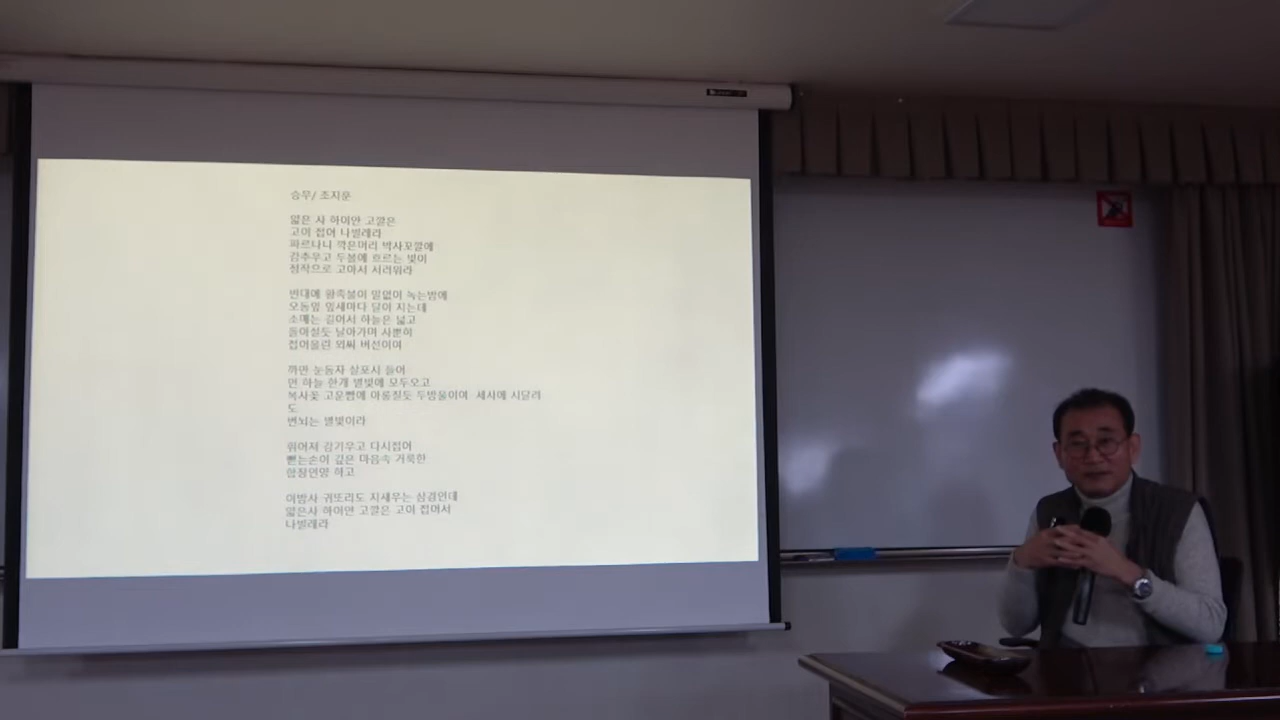 승무/ 조지훈
얇은 사 하이얀 고깔은
고이 접어 나빌레라
파르나니 깍은머리 박사꼬깔에
감추우고 두볼에 흐르는 빛이
정작으로 고아서 서러워라
빈대에 황촉불이 말없이 녹는밤에
오동잎 잎새마다 달이 지는데
소매는 길어서 하늘은 넓고
돌아설듯 날아가며 사뿐히
접어올린 외씨 버선이여
까만 눈동자 살포시 들어
먼 하늘 한개 별빛에 모두오고
복사꽃 고운뺨에 아롱질듯 두방울이여 세사에 시달려
도
번뇌는 별빛이라
휘어져 감기우고 다시접어
뻗는손이 깊은 마음속 거룩한
합장인양 하고
이밤사 귀또리도 지새우는 삼경인데
얇은사 하이얀 고깔은 고이 접어서
나빌레라